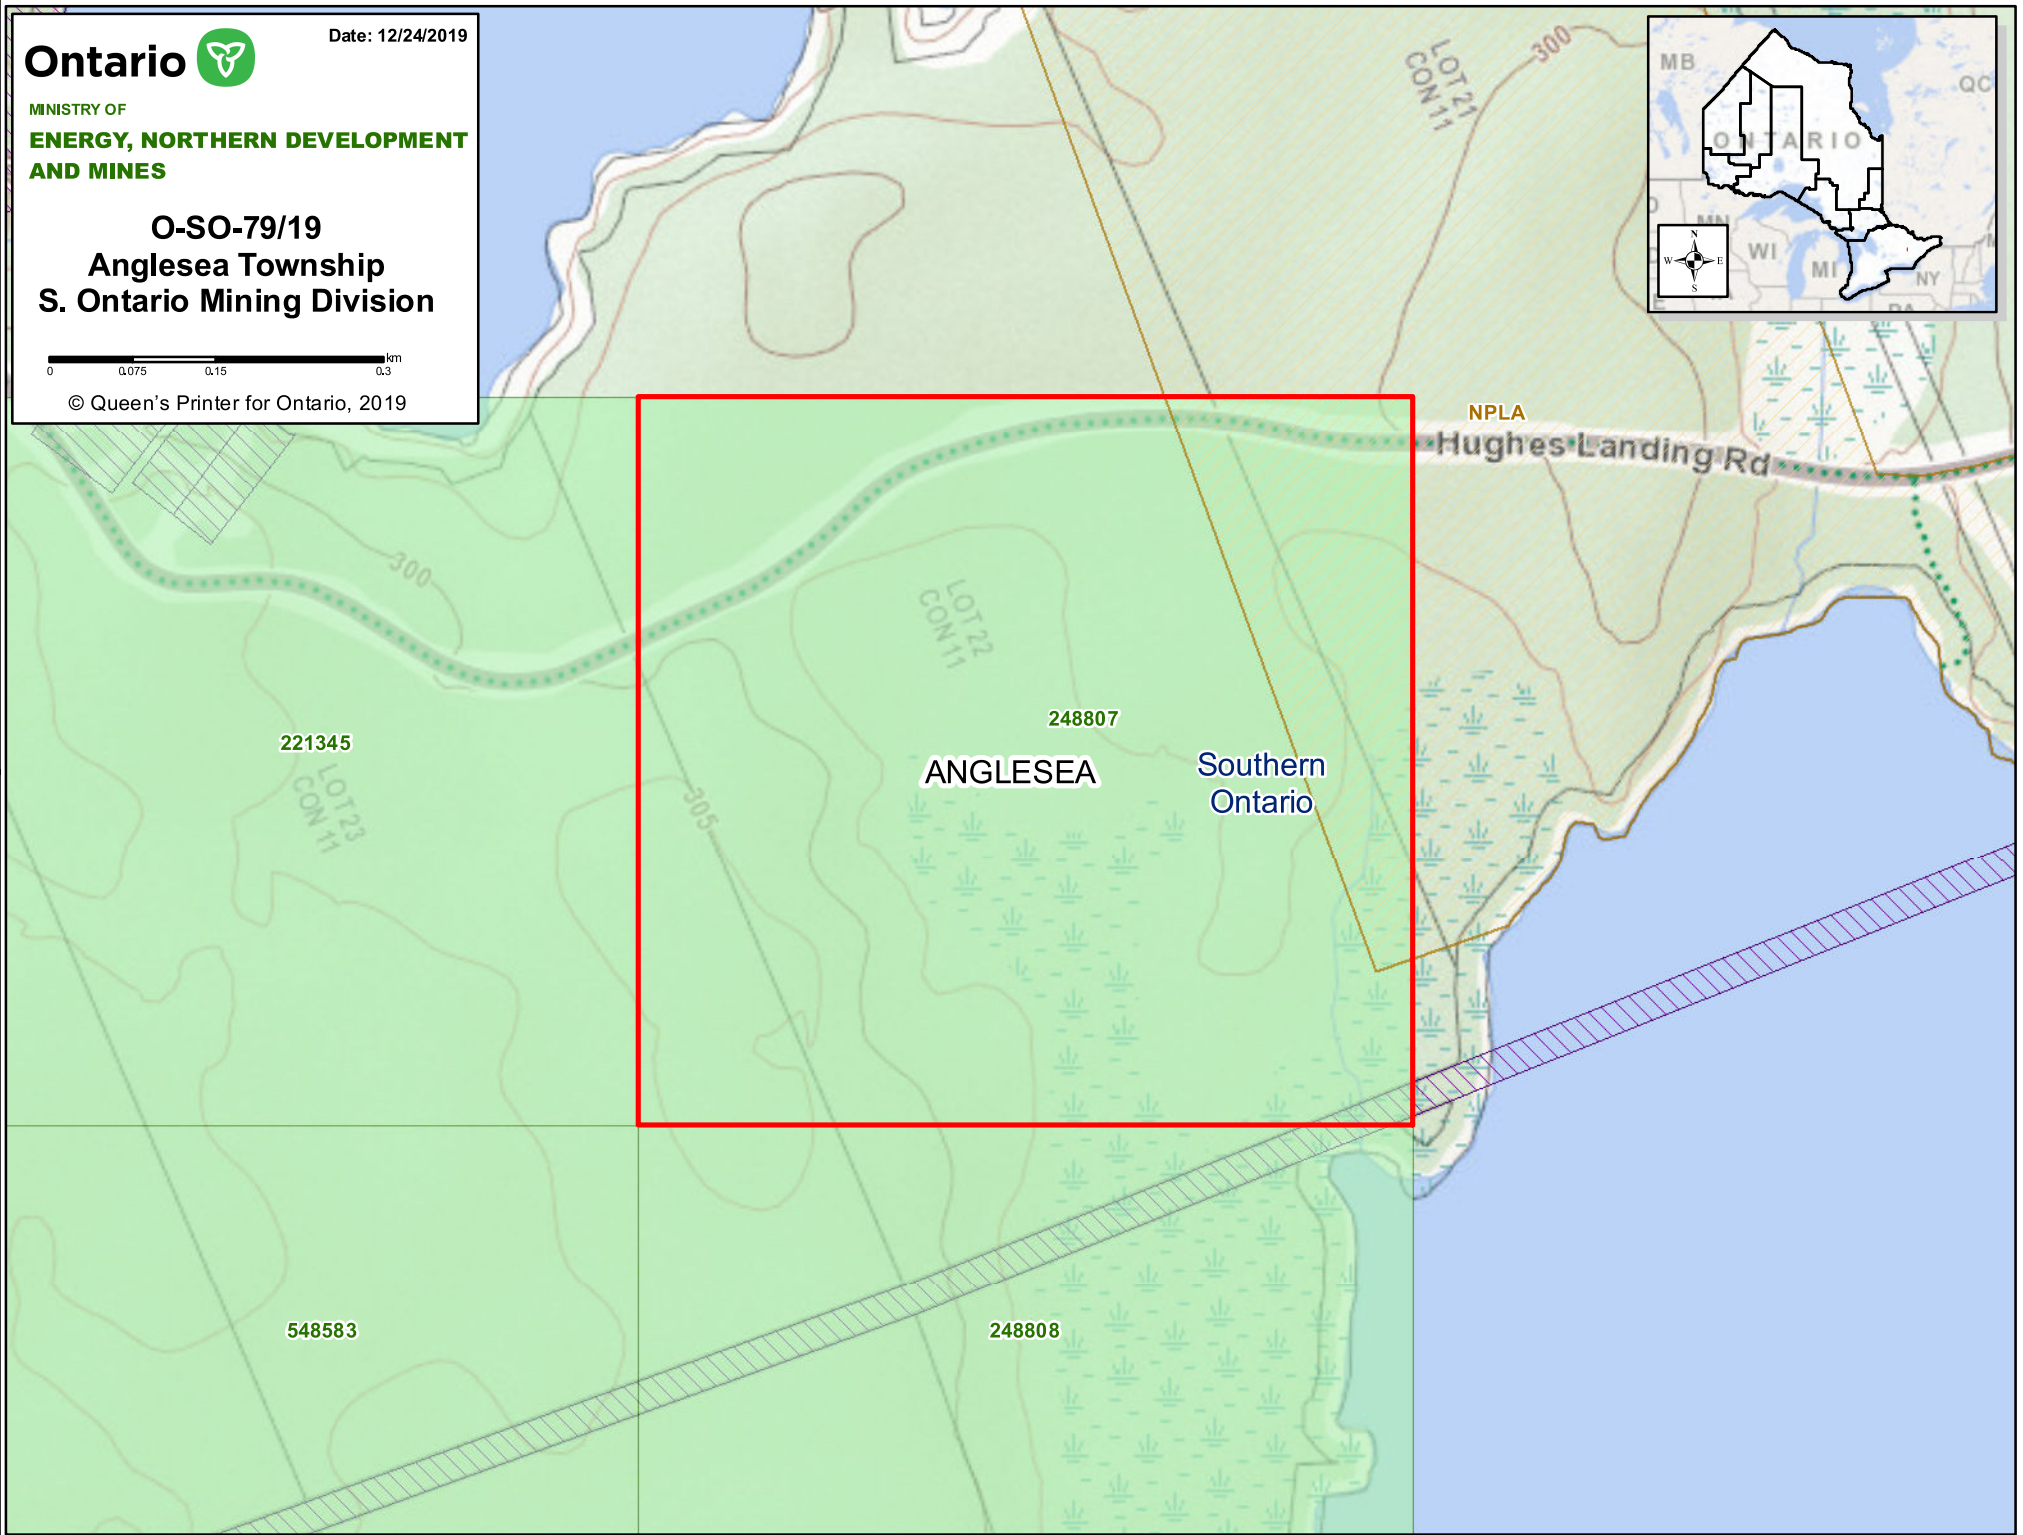 Ontario
Date: 12/24/2019
MINISTRY OF
ENERGY, NORTHERN DEVELOPMENT
AND MINES
O-SO-79/19
Anglesea Township
S. Ontario Mining Division
km
0 0.075 0.15 0.3
© Queen's Printer for Ontario, 2019
LOT 21
CON 11
300
MB
QC
ONTARIO
MN
WI
MI
NY
PA
N
W E
S
NPLA
Hughes Landing Rd
300
LOT 22
CON 11
248807
221345
ANGLESEA
Southern
Ontario
LOT 23
CON 11
305
548583
248808